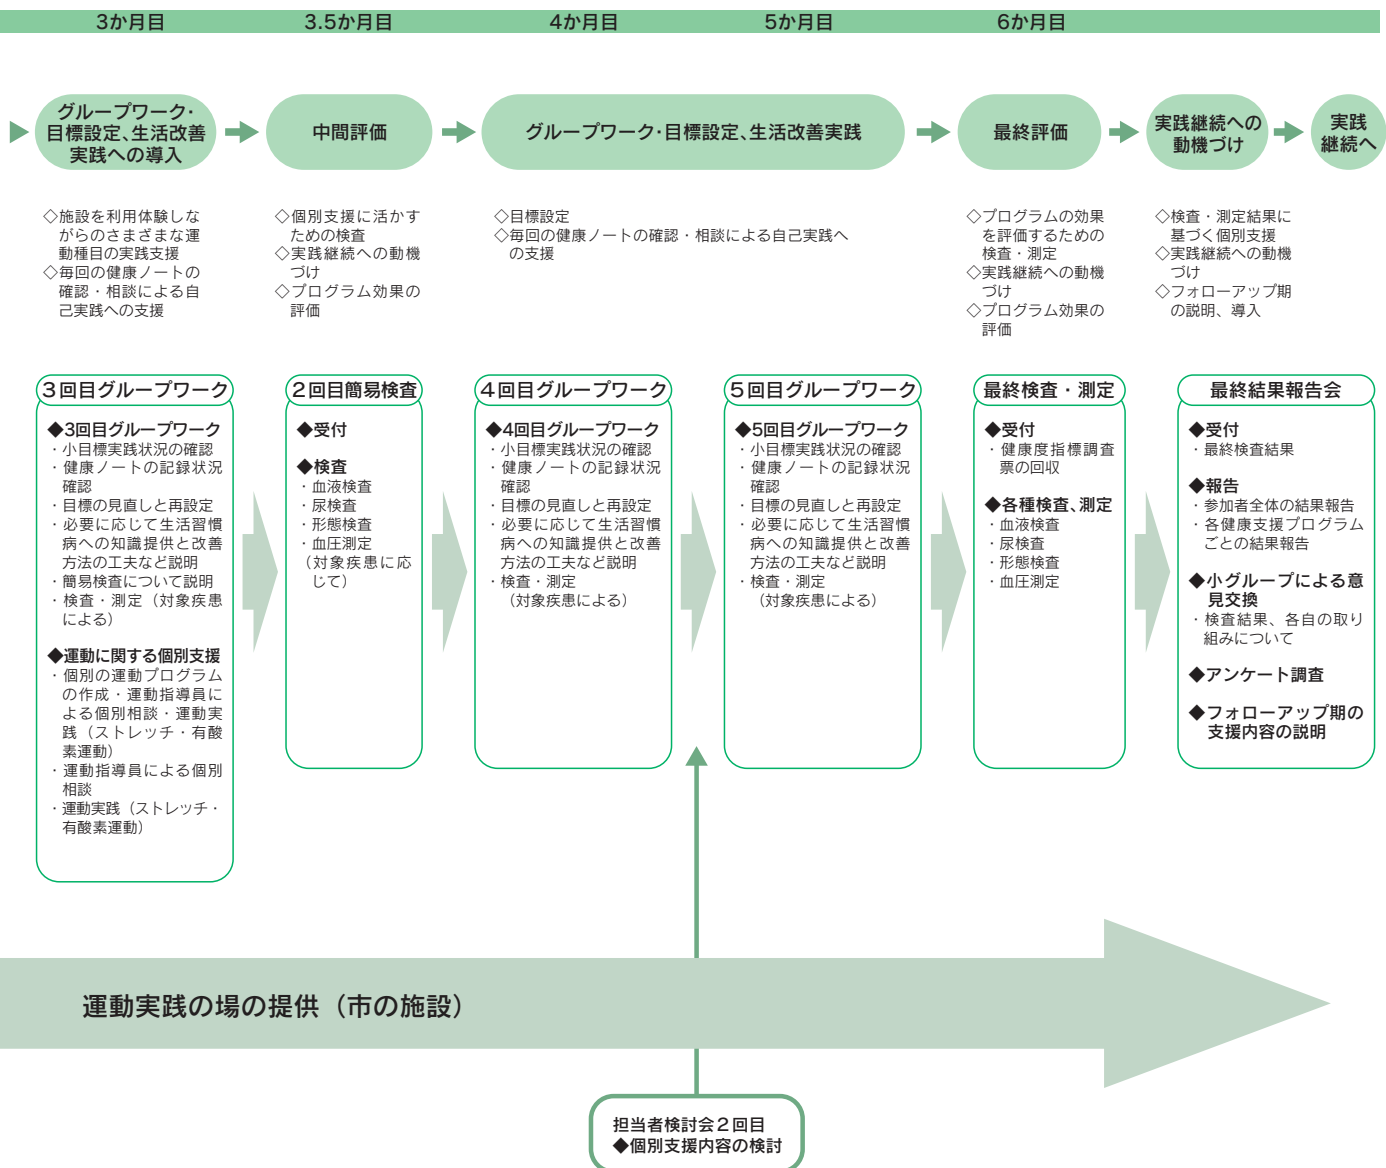 3か月目
3.5か月目
4か月目
5か月目
6か月目
グループワーク・
目標設定、生活改善
実践への導入
中間評価
グループワーク・目標設定、生活改善実践
最終評価
実践継続への
動機づけ
実践
継続へ
◇施設を利用体験しな
がらのさまざまな運
動種目の実践支援
◇毎回の健康ノートの
確認・相談による自
己実践への支援
◇個別支援に活かす
ための検査
◇実践継続への動機
づけ
◇プログラム効果の
評価
◇目標設定
◇毎回の健康ノートの確認・相談による自己実践へ
の支援
◇プログラムの効果
を評価するための
検査・測定
◇実践継続への動機
づけ
◇プログラム効果の
評価
◇検査・測定結果に
基づく個別支援
◇実践継続への動機
づけ
◇フォローアップ期
の説明、導入
3回目グループワーク
◆3回目グループワーク
・小目標実践状況の確認
・健康ノートの記録状況
確認
・目標の見直しと再設定
・必要に応じて生活習慣
病への知識提供と改善
方法の工夫など説明
・簡易検査について説明
・検査・測定（対象疾患
による）
◆運動に関する個別支援
・個別の運動プログラム
の作成・運動指導員に
よる個別相談・運動実
践（ストレッチ・有酸
素運動）
・運動指導員による個別
相談
・運動実践（ストレッチ・
有酸素運動）
2回目簡易検査
◆受付
◆検査
・血液検査
・尿検査
・形態検査
・血圧測定
（対象疾患に応
じて）
4回目グループワーク
◆4回目グループワーク
・小目標実践状況の確認
・健康ノートの記録状況
確認
・目標の見直しと再設定
・必要に応じて生活習慣
病への知識提供と改善
方法の工夫など説明
・検査・測定
（対象疾患による）
5回目グループワーク
◆5回目グループワーク
・小目標実践状況の確認
・健康ノートの記録状況
確認
・目標の見直しと再設定
・必要に応じて生活習慣
病への知識提供と改善
方法の工夫など説明
・検査・測定
（対象疾患による）
最終検査・測定
◆受付
・健康度指標調査
票の回収
◆各種検査、測定
・血液検査
・尿検査
・形態検査
・血圧測定
最終結果報告会
◆受付
・最終検査結果
◆報告
・参加者全体の結果報告
・各健康支援プログラム
ごとの結果報告
◆小グループによる意
見交換
・検査結果、各自の取り
組みについて
◆アンケート調査
◆フォローアップ期の
支援内容の説明
運動実践の場の提供（市の施設）
担当者検討会2回目
◆個別支援内容の検討